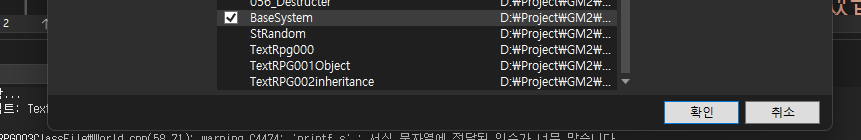 056_Destructer
2
BaseSystem D:₩Project₩GM2₩...
StRandom D:₩Project₩GM2₩...
TextRpg000 D:₩Project₩GM2₩...
TextRPG001Object D:₩Project₩GM2₩...
TextRPG002inheritance D:₩Project₩GM2₩...
확인 취소
트: Text
RPG003ClassFile₩World.cpp(58,71): warning C4474: 'printf_s' : 서식 문자열에 전달된 인수가 너무 많습니다